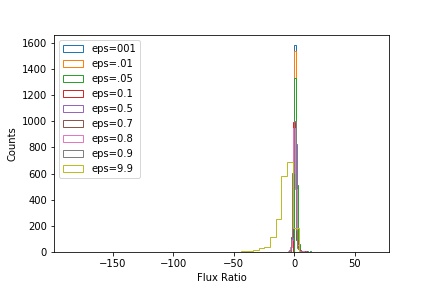 1600
1400
1200
1000
800
600
400
200
0
Counts
eps=001
eps=.01
eps=.05
eps=0.1
eps=0.5
eps=0.7
eps=0.8
eps=0.9
eps=9.9
−150 −100 −50 0 50
Flux Ratio